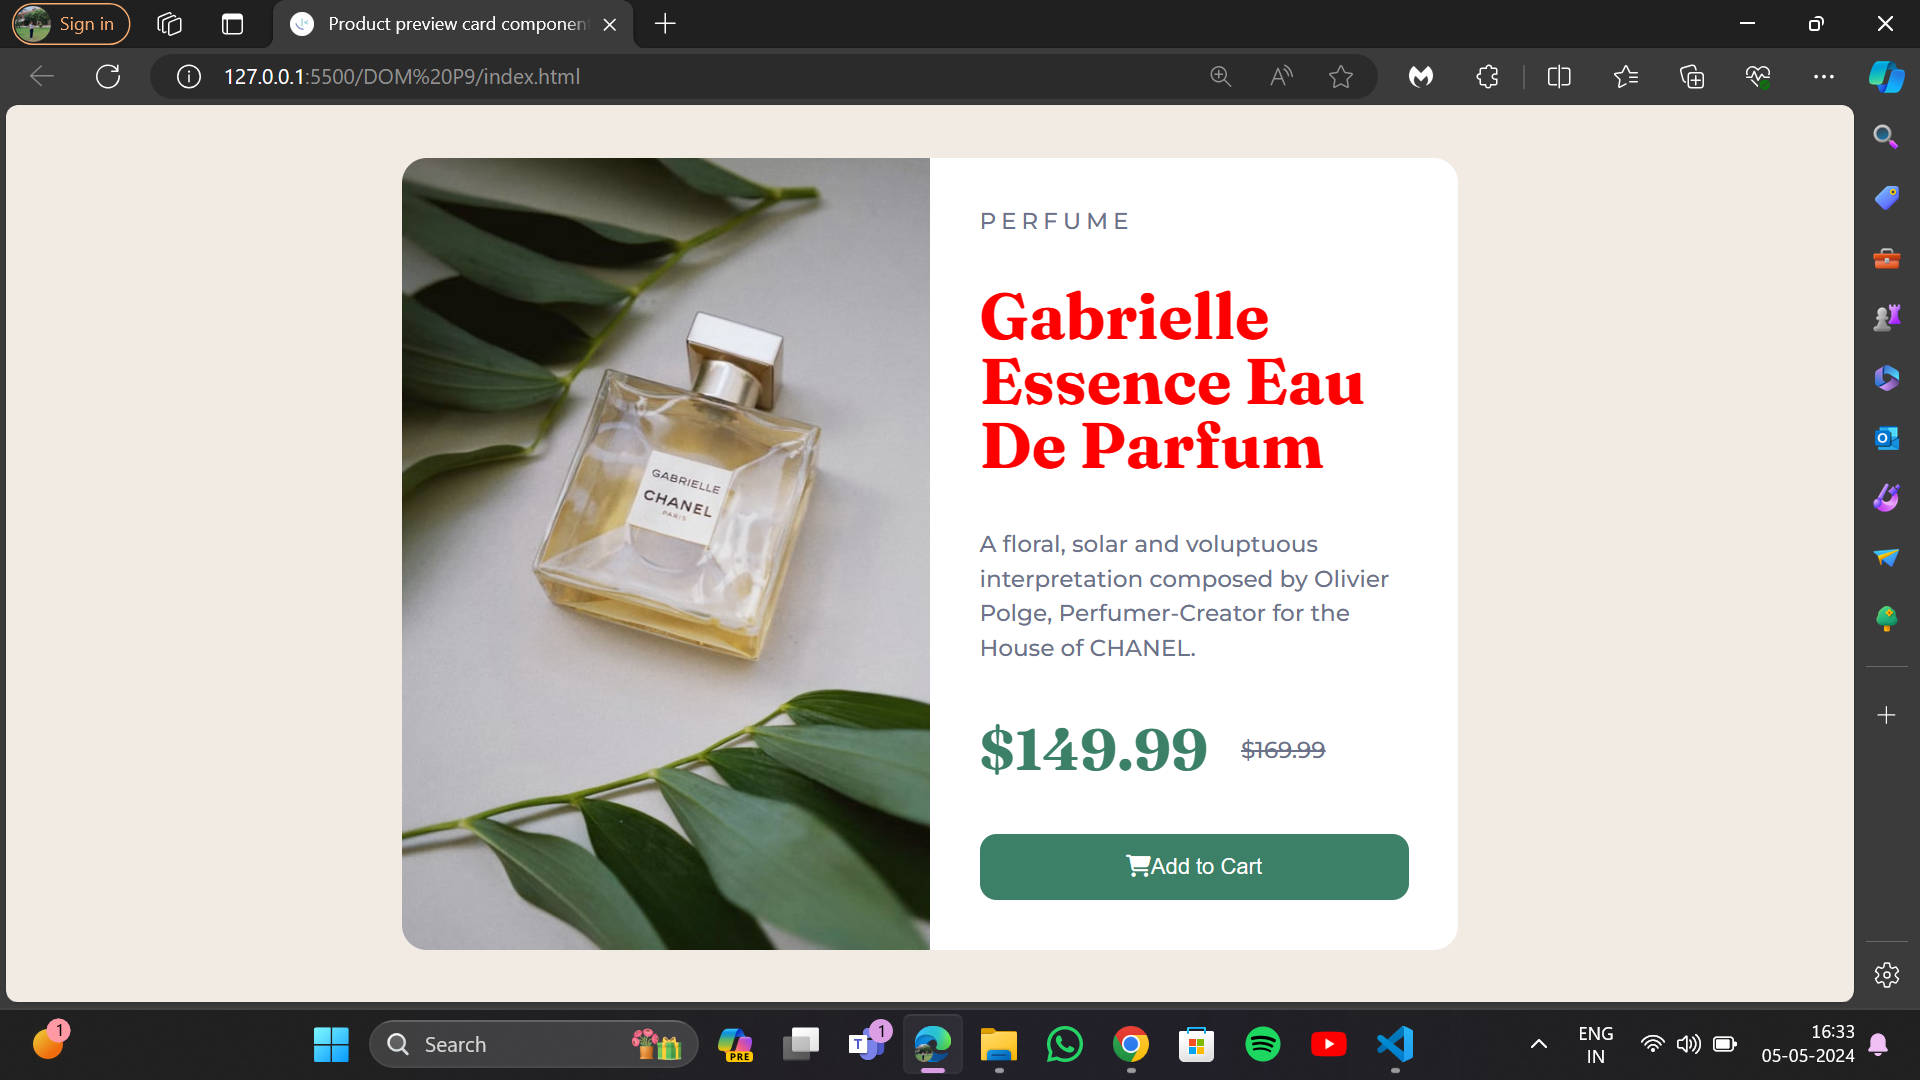 Sign in
Product preview card componen
127.0.0.1:5500/DOM%20P9/index.html
PERFUME
Gabrielle
Essence Eau
De Parfum
A floral, solar and voluptuous
interpretation composed by Olivier
Polge, Perfumer-Creator for the
House of CHANEL.
$149.99 $169.99
Add to Cart
GABRIELLE
CHANEL
PARIS
1
Search
PRE
T
1
O
ENG
IN
16:33
05-05-2024